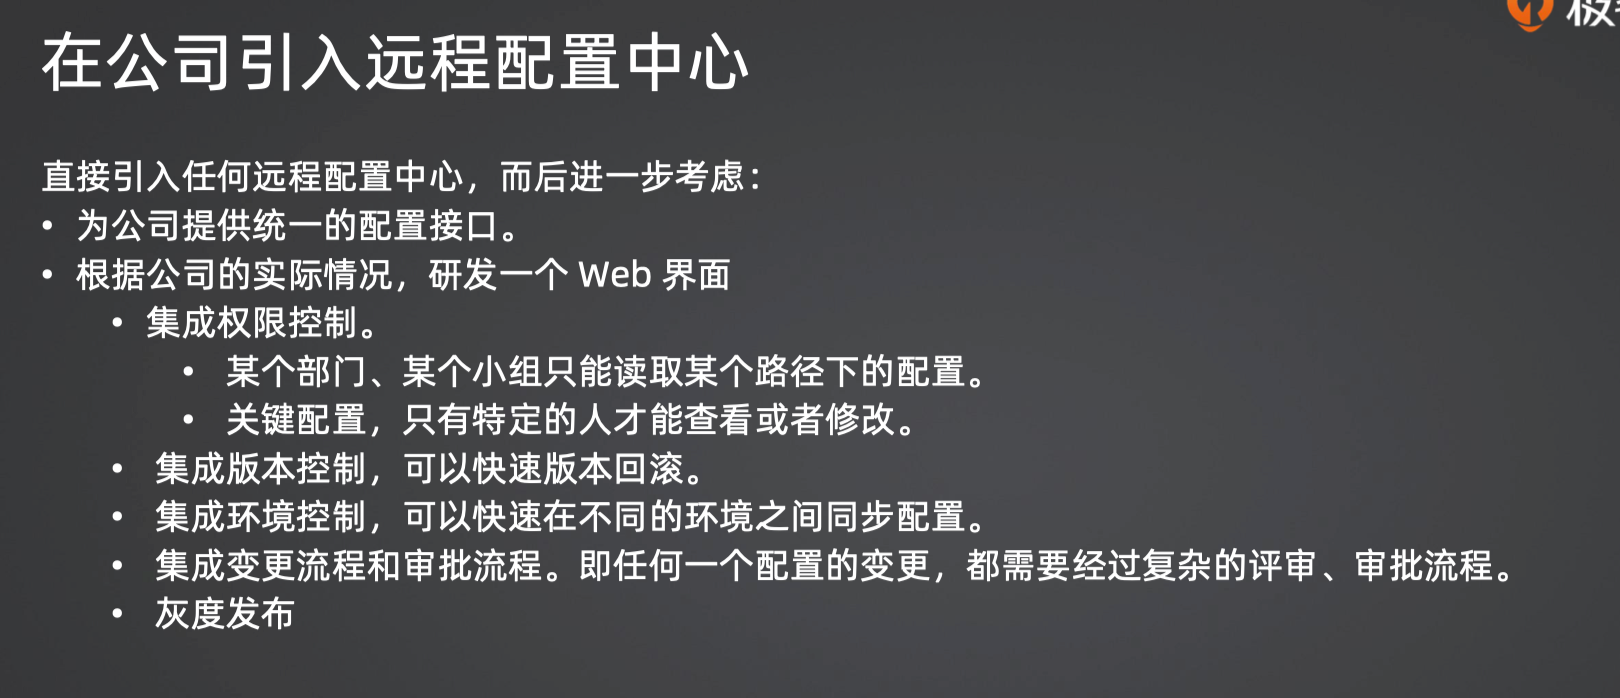 在公司引入远程配置中心
直接引入任何远程配置中心，而后进一步考虑：
• 为公司提供统一的配置接口。
• 根据公司的实际情况，研发一个 Web 界面
• 集成权限控制。
• 某个部门、某个小组只能读取某个路径下的配置。
• 关键配置，只有特定的人才能查看或者修改。
• 集成版本控制，可以快速版本回滚。
• 集成环境控制，可以快速在不同的环境之间同步配置。
• 集成变更流程和审批流程。即任何一个配置的变更，都需要经过复杂的评审、审批流程。
• 灰度发布